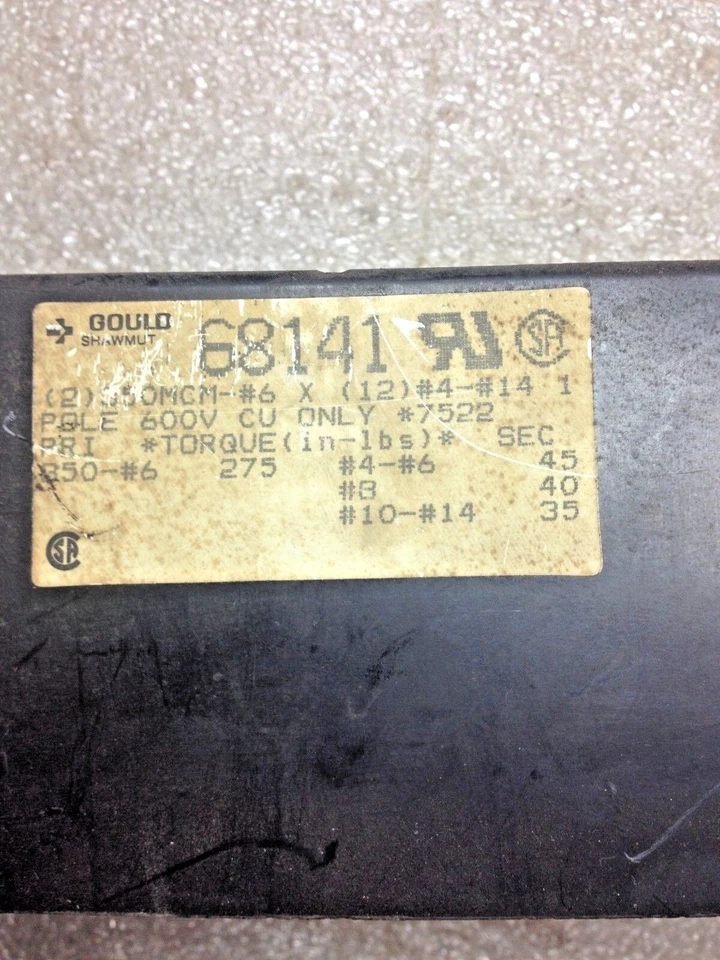 GOULD
SHAWMUT
68141
(2) MCM-#6 X (12)#4-#14 1
POLE 600V CU ONLY *7522
PRI *TORQUE(in-lbs)* SEC
350-#6 275 #4-#6 45
#8 40
#10-#14 35